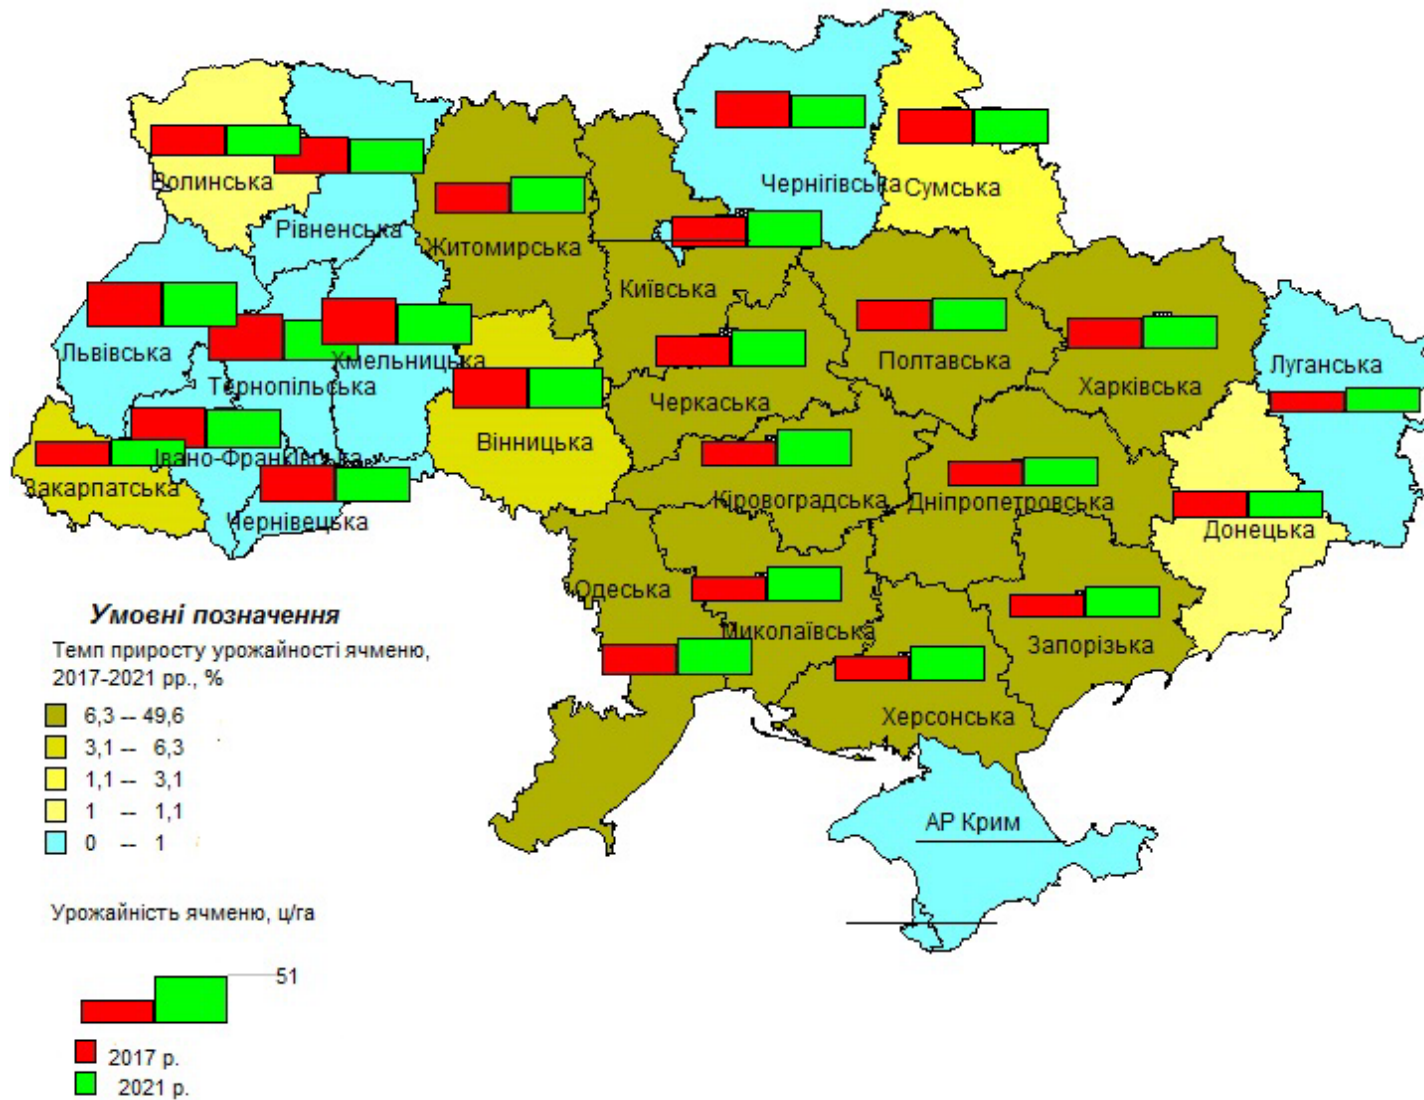 Волинська
Рівненська
Житомирська
Київська
Чернігівська
Сумська
Львівська
Тернопільська
Хмельницька
Вінницька
Черкаська
Полтавська
Харківська
Луганська
Івано-Франківська
Закарпатська
Чернівецька
Кіровоградська
Дніпропетровська
Донецька
Одеська
Миколаївська
Запорізька
Херсонська
АР Крим
Умовні позначення
Темп приросту урожайності ячменю,
2017-2021 рр., %
6,3 -- 49,6
3,1 -- 6,3
1,1 -- 3,1
1 -- 1,1
0 -- 1
Урожайність ячменю, ц/га
51
2017 р.
2021 р.